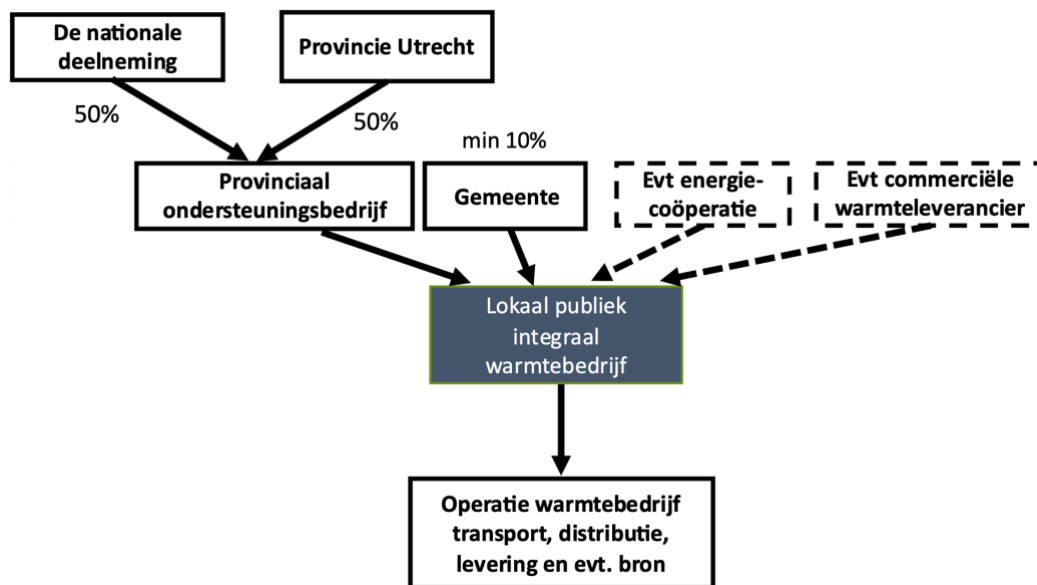 De nationale
deelneming
Provincie Utrecht
50%
50%
min 10%
Provinciaal
ondersteuningsbedrijf
Gemeente
Evt energie-
coöperatie
Evt commerciële
warmteleverancier
Lokaal publiek
integraal
warmtebedrijf
Operatie warmtebedrijf
transport, distributie,
levering en evt. bron